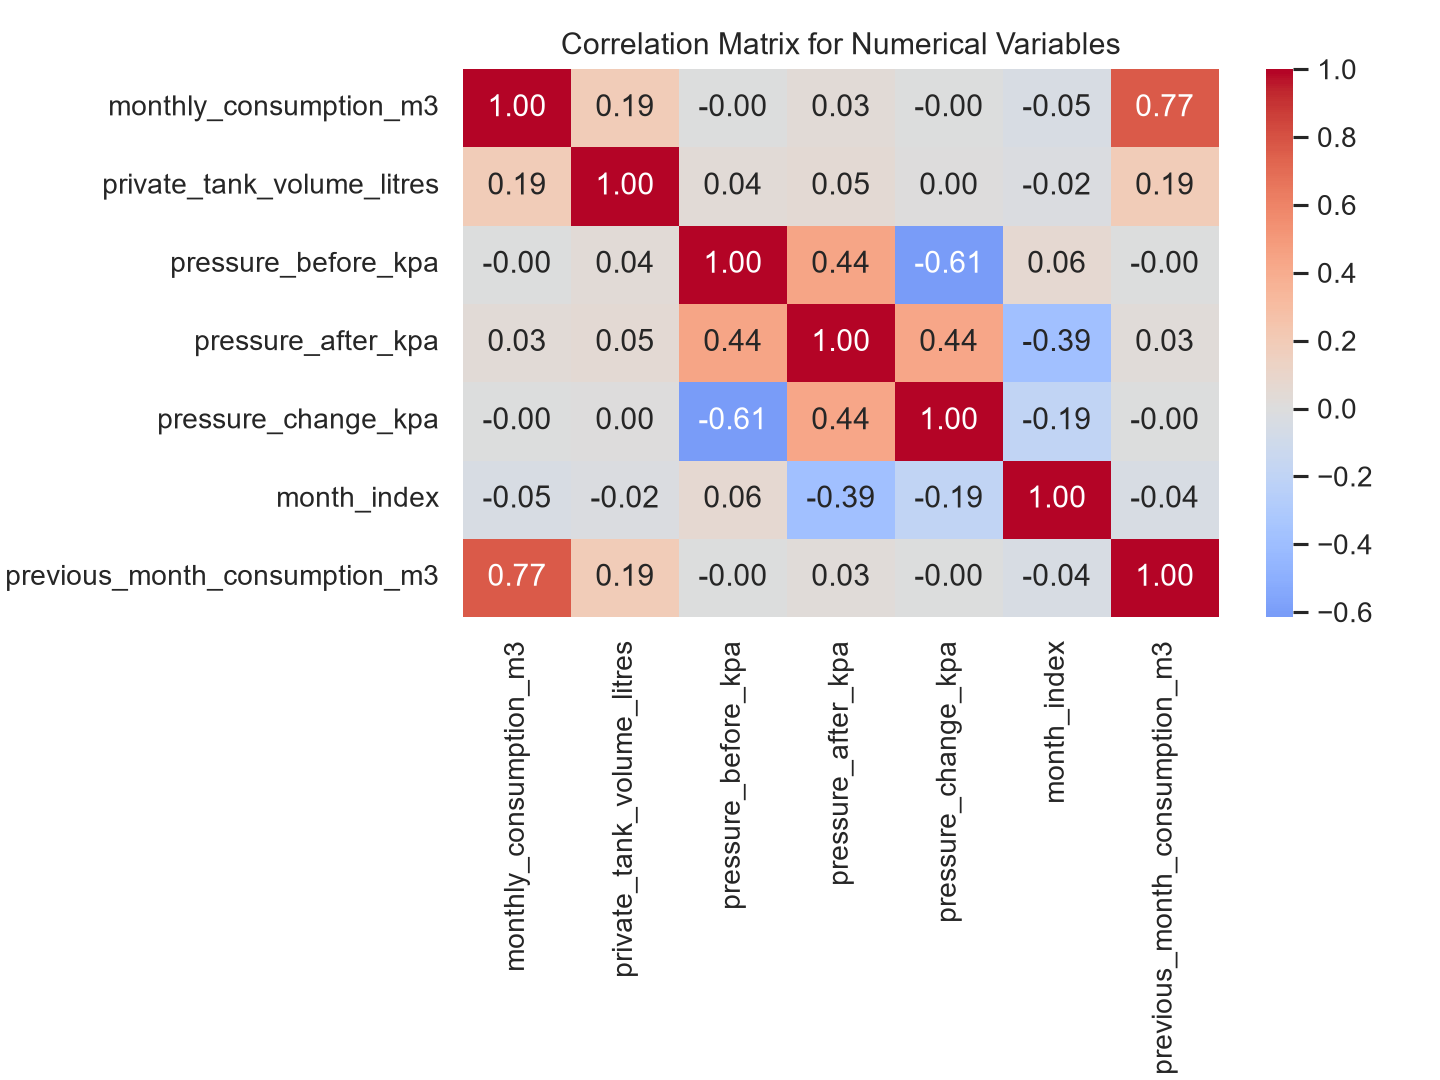 Correlation Matrix for Numerical Variables
monthly_consumption_m3 1.00 0.19 -0.00 0.03 -0.00 -0.05 0.77
private_tank_volume_litres 0.19 1.00 0.04 0.05 0.00 -0.02 0.19
pressure_before_kpa -0.00 0.04 1.00 0.44 -0.61 0.06 -0.00
pressure_after_kpa 0.03 0.05 0.44 1.00 0.44 -0.39 0.03
pressure_change_kpa -0.00 0.00 -0.61 0.44 1.00 -0.19 -0.00
month_index -0.05 -0.02 0.06 -0.39 -0.19 1.00 -0.04
previous_month_consumption_m3 0.77 0.19 -0.00 0.03 -0.00 -0.04 1.00
monthly_consumption_m3
private_tank_volume_litres
pressure_before_kpa
pressure_after_kpa
pressure_change_kpa
month_index
previous_month_consumption_m3
1.0
0.8
0.6
0.4
0.2
0.0
−0.2
−0.4
−0.6